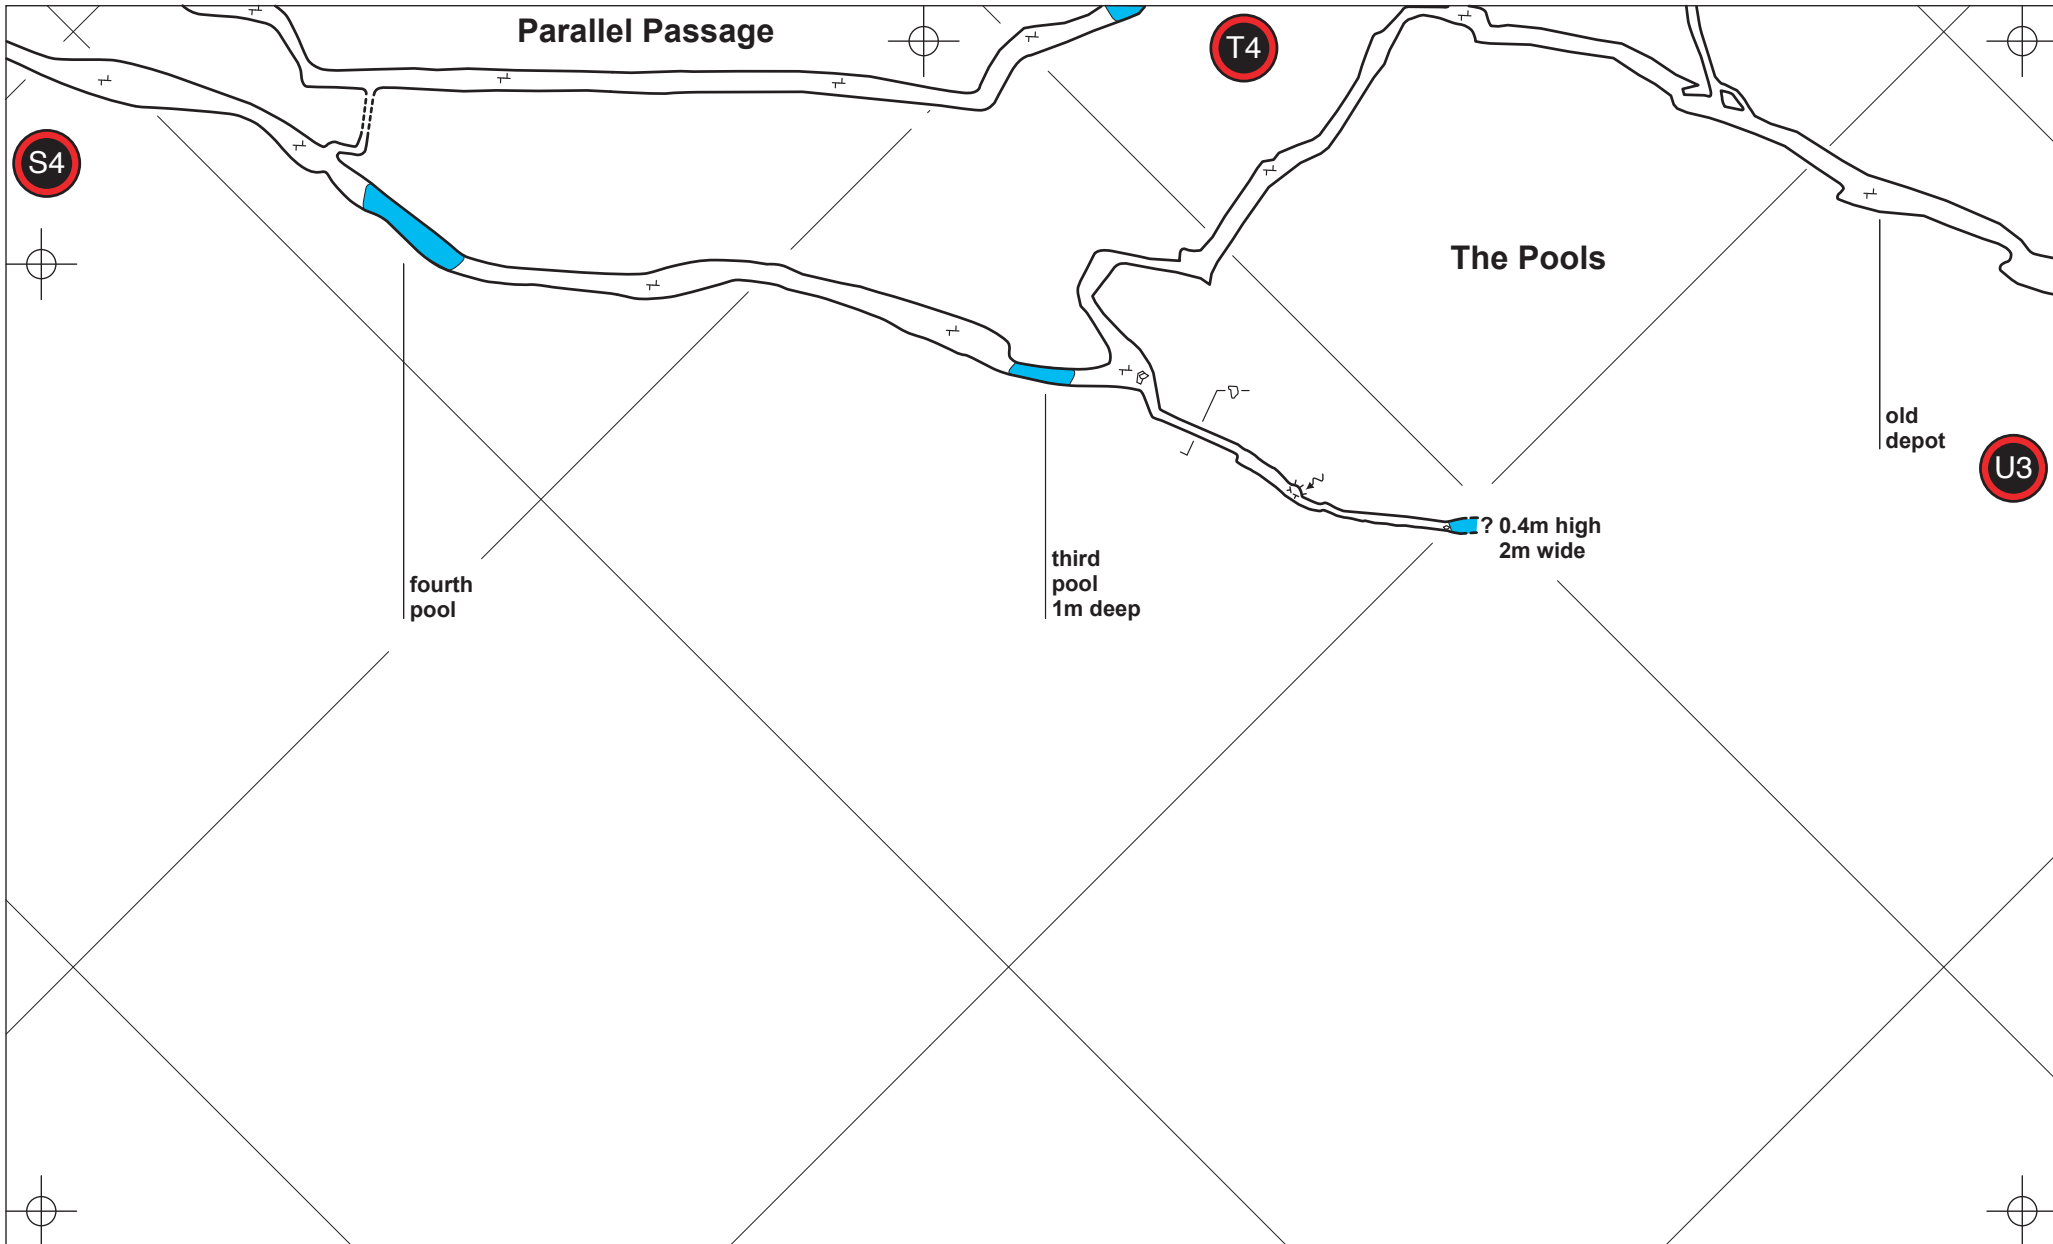 Parallel Passage
T4
S4
The Pools
old
depot
U3
? 0.4m high
2m wide
third
pool
1m deep
fourth
pool